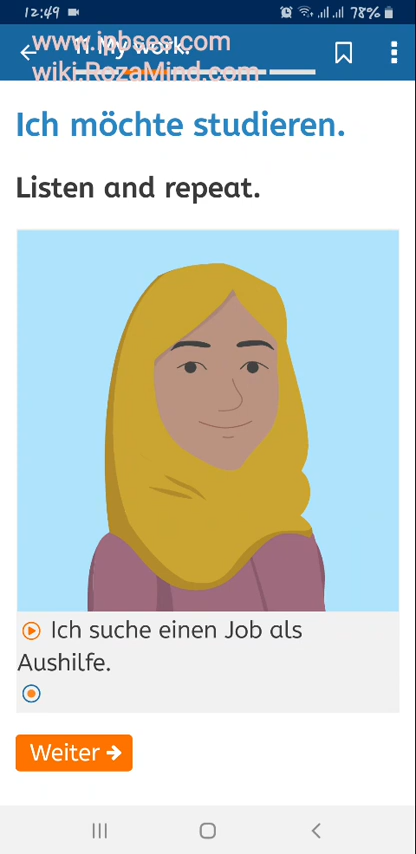 12:49 78%
11. My work.
www.jobses.com
wiki.RozaMind.com
Ich möchte studieren.
Listen and repeat.
Ich suche einen Job als
Aushilfe.
Weiter →